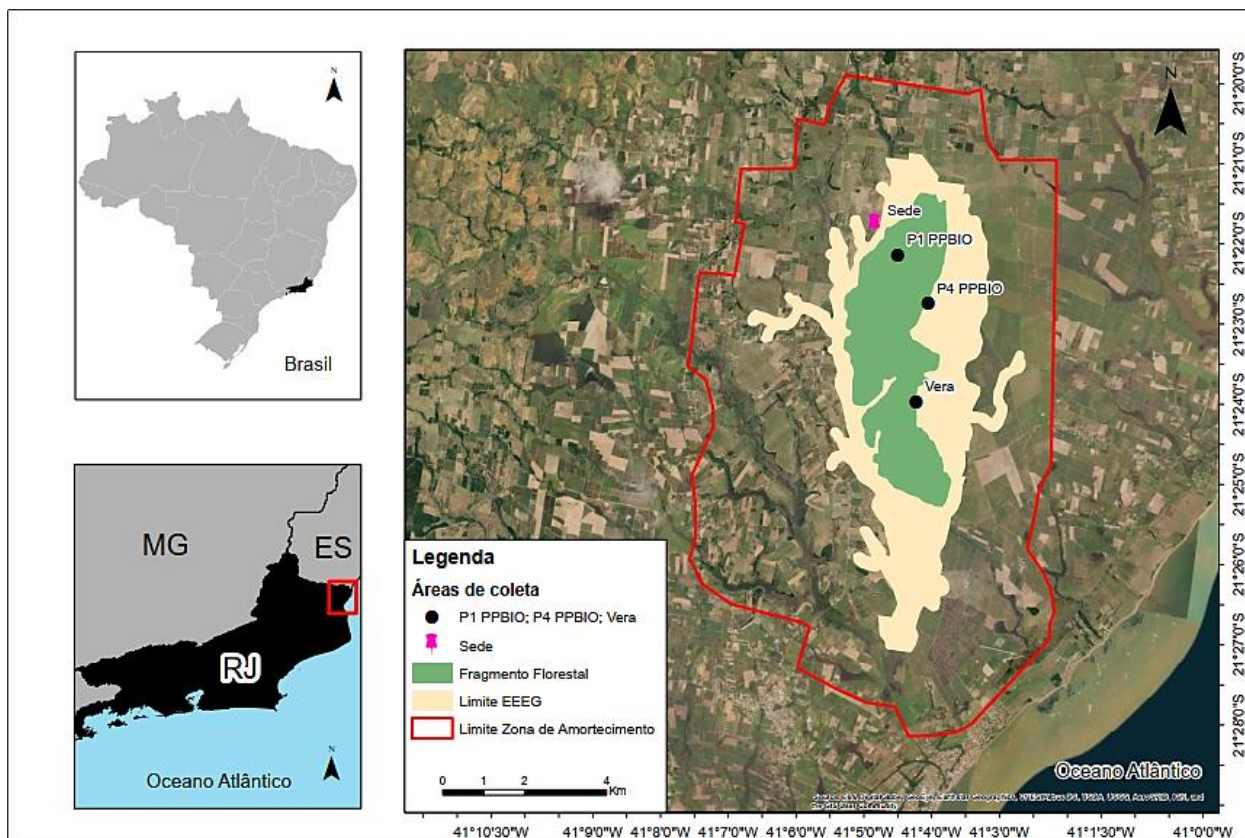 N
Brasil
MG
ES
RJ
N
Oceano Atlântico
N
Sede
P1 PPBIO
P4 PPBIO
Vera
Legenda
Áreas de coleta
P1 PPBIO; P4 PPBIO; Vera
Sede
Fragmento Florestal
Limite EEEG
Limite Zona de Amortecimento
0 1 2 4
Km
Oceano Atlântico
21°20'0"S
21°21'0"S
21°22'0"S
21°23'0"S
21°24'0"S
21°25'0"S
21°26'0"S
21°27'0"S
21°28'0"S
41°10'30"W
41°9'0"W
41°8'0"W
41°7'0"W
41°6'0"W
41°5'0"W
41°4'0"W
41°3'0"W
41°1'30"W
41°0'0"W